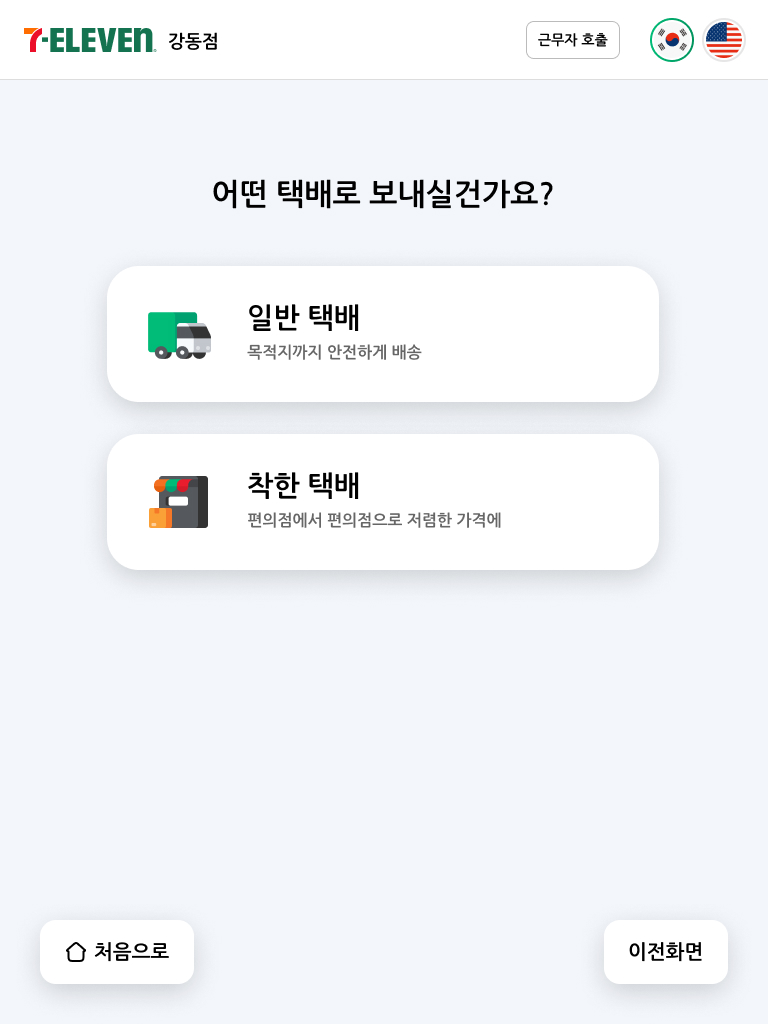 7-ELEVEN 강동점
근무자 호출
어떤 택배로 보내실건가요?
일반 택배
목적지까지 안전하게 배송
착한 택배
편의점에서 편의점으로 저렴한 가격에
처음으로
이전화면